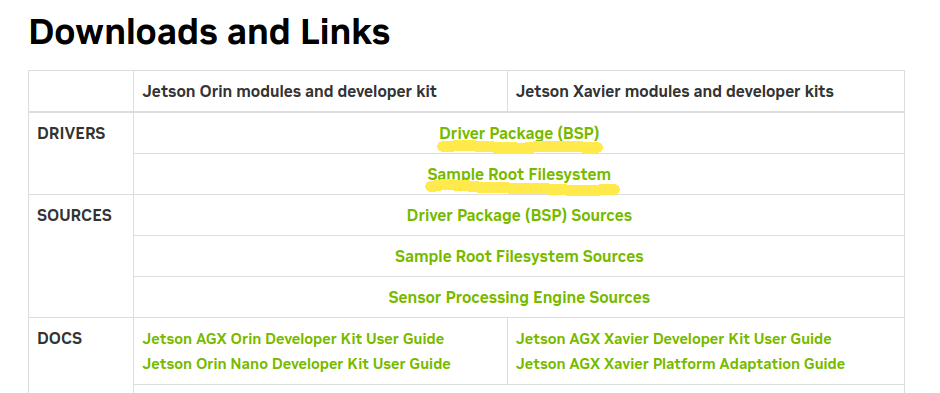 Downloads and Links
Jetson Orin modules and developer kit
Jetson Xavier modules and developer kits
DRIVERS
Driver Package (BSP)
Sample Root Filesystem
SOURCES
Driver Package (BSP) Sources
Sample Root Filesystem Sources
Sensor Processing Engine Sources
DOCS
Jetson AGX Orin Developer Kit User Guide
Jetson Orin Nano Developer Kit User Guide
Jetson AGX Xavier Developer Kit User Guide
Jetson AGX Xavier Platform Adaptation Guide